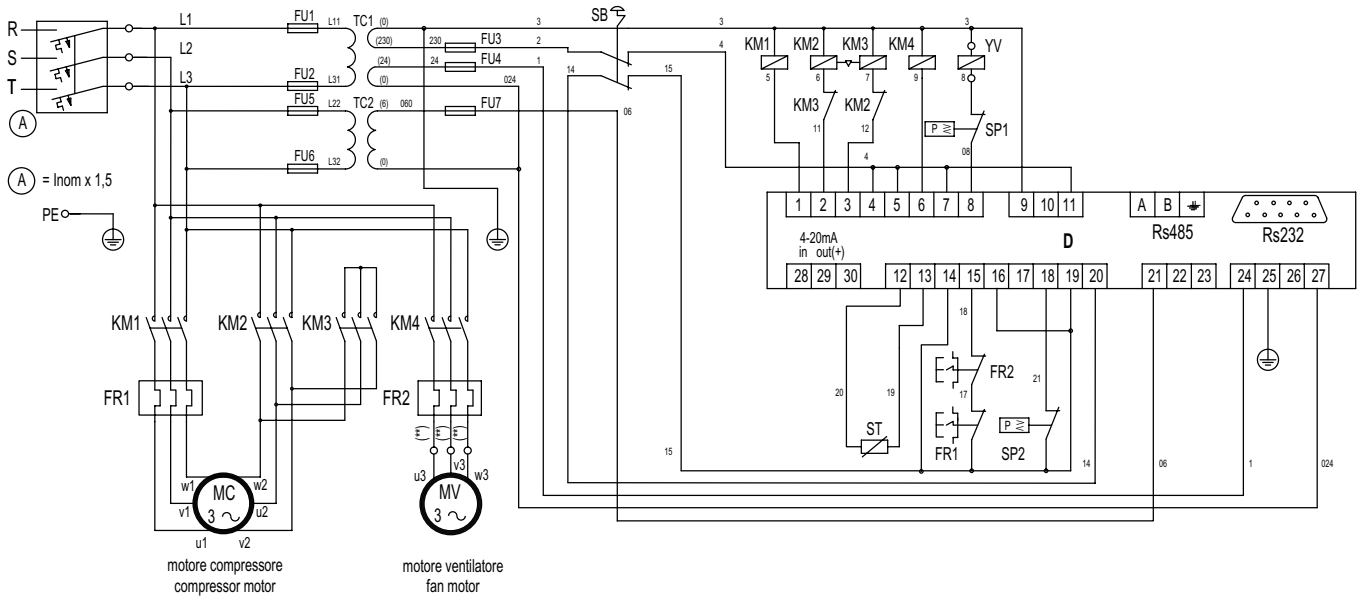 R
S
T
A
A = Inom x 1,5
PE
L1
L2
L3
FU1 L11 TC1 (0)
(230) 230 FU3
(24) 24 FU4
FU2 L31 (0) 024
FU5 L22 TC2 (6) 060 FU7
FU6 L32 (0)
SB
3
2
1
14 15
4
06
3 3
KM1 KM2 KM3 KM4 YV
5 6 7 9 8
KM3 KM2 P SP1
11 12 08
4
1 2 3 4 5 6 7 8 9 10 11 A B
Rs485 Rs232
4-20mA
in out(+)
D
28 29 30 12 13 14 15 16 17 18 19 20 21 22 23 24 25 26 27
18
FR2
20 19 17 21
ST FR1 P SP2
15 14 06 1 024
KM1 KM2 KM3 KM4
FR1 FR2
(**) (**) (**)
w1 w2 u3 v3 w3
MC
3
v1 u2
MV
3
u1 v2
motore compressore
compressor motor
motore ventilatore
fan motor